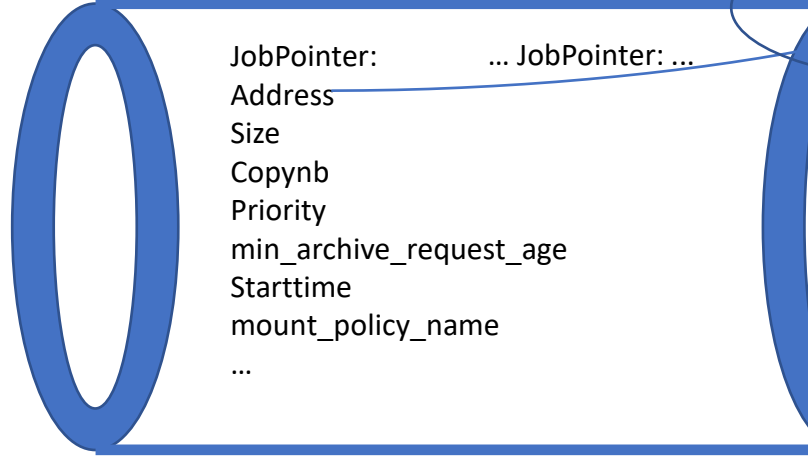 JobPointer: … JobPointer: ...
Address
Size
Copynb
Priority
min_archive_request_age
Starttime
mount_policy_name
…